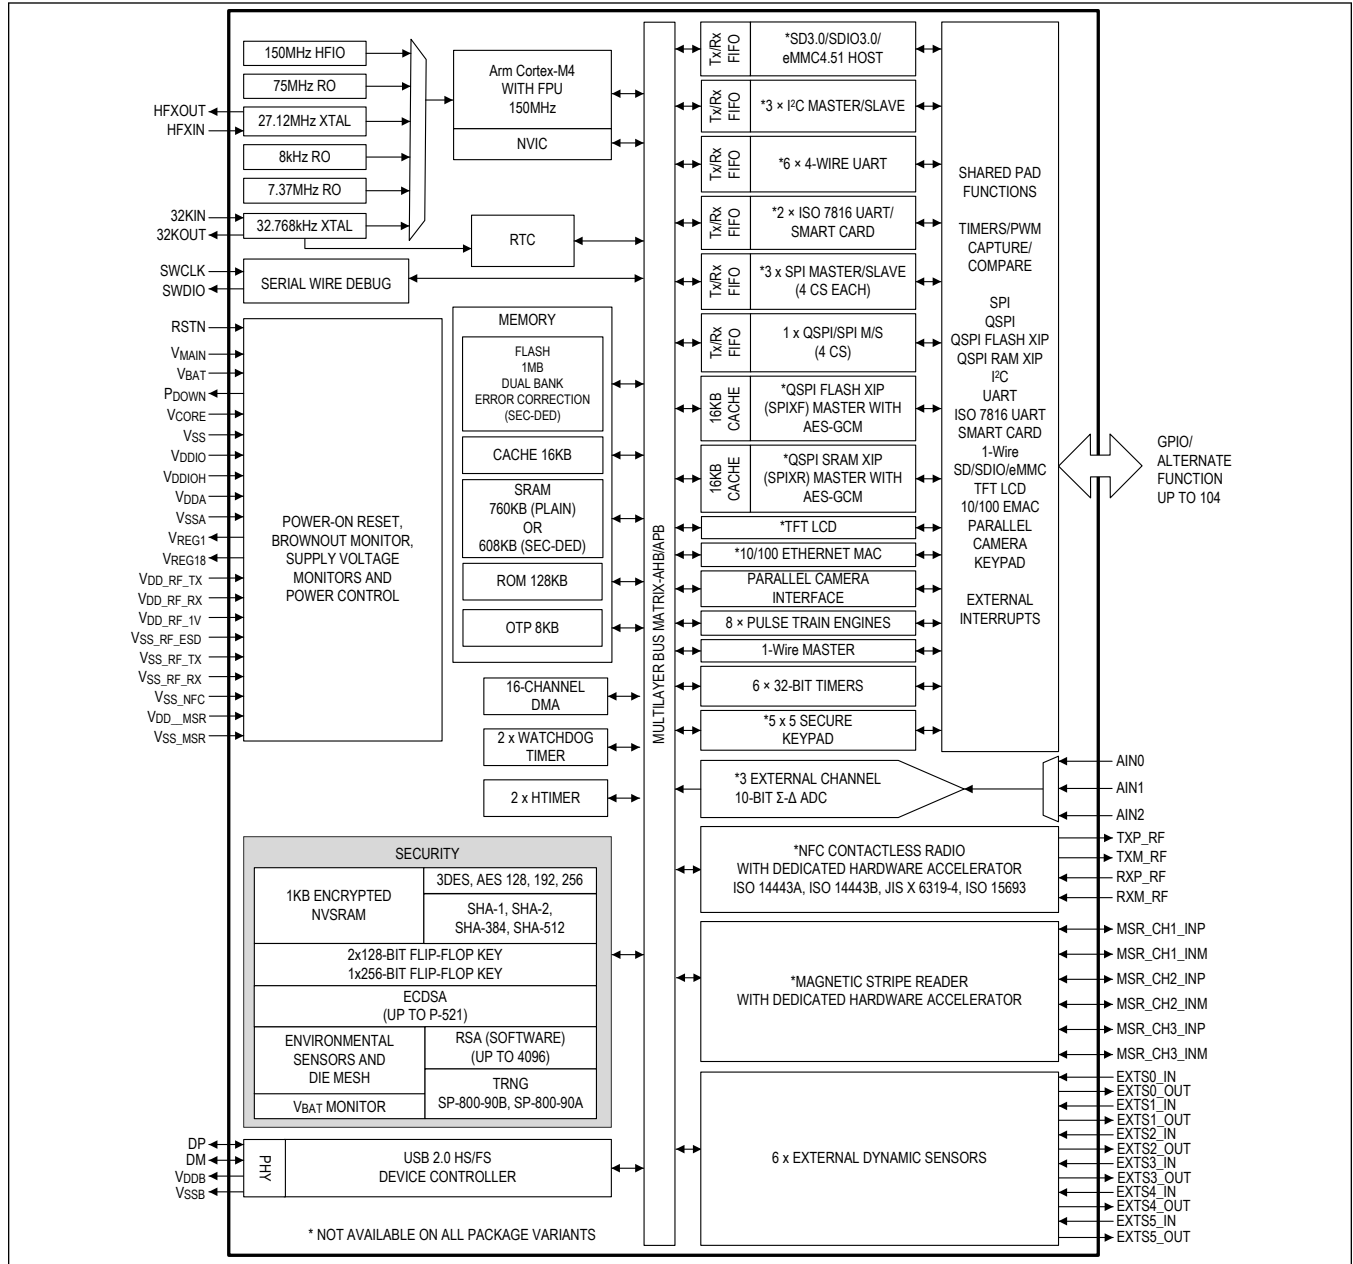 150MHz HFIO
75MHz RO
HFXOUT
HFXIN
27.12MHz XTAL
8kHz RO
7.37MHz RO
32KIN
32KOUT
32.768kHz XTAL
Arm Cortex-M4
WITH FPU
150MHz
NVIC
RTC
SWCLK
SWDIO
SERIAL WIRE DEBUG
RSTN
VMAIN
VBAT
PDOWN
VCORE
VSS
VDDIO
VDDIOH
VDDA
VSSA
VREG1
VREG18
VDD_RF_TX
VDD_RF_RX
VDD_RF_1V
VSS_RF_ESD
VSS_RF_TX
VSS_RF_RX
VSS_NFC
VDD__MSR
VSS_MSR
POWER-ON RESET,
BROWNOUT MONITOR,
SUPPLY VOLTAGE
MONITORS AND
POWER CONTROL
MEMORY
FLASH
1MB
DUAL BANK
ERROR CORRECTION
(SEC-DED)
CACHE 16KB
SRAM
760KB (PLAIN)
OR
608KB (SEC-DED)
ROM 128KB
OTP 8KB
16-CHANNEL
DMA
2 x WATCHDOG
TIMER
2 x HTIMER
SECURITY
1KB ENCRYPTED
NVSRAM
3DES, AES 128, 192, 256
SHA-1, SHA-2,
SHA-384, SHA-512
2x128-BIT FLIP-FLOP KEY
1x256-BIT FLIP-FLOP KEY
ECDSA
(UP TO P-521)
ENVIRONMENTAL
SENSORS AND
DIE MESH
VBAT MONITOR
RSA (SOFTWARE)
(UP TO 4096)
TRNG
SP-800-90B, SP-800-90A
DP
DM
VDDB
VSSB
PHY
USB 2.0 HS/FS
DEVICE CONTROLLER
* NOT AVAILABLE ON ALL PACKAGE VARIANTS
MULTILAYER BUS MATRIX-AHB/APB
Tx/Rx
FIFO
*SD3.0/SDIO3.0/
eMMC4.51 HOST
Tx/Rx
FIFO
*3 × I²C MASTER/SLAVE
Tx/Rx
FIFO
*6 × 4-WIRE UART
Tx/Rx
FIFO
*2 × ISO 7816 UART/
SMART CARD
Tx/Rx
FIFO
*3 x SPI MASTER/SLAVE
(4 CS EACH)
Tx/Rx
FIFO
1 x QSPI/SPI M/S
(4 CS)
16KB
CACHE
*QSPI FLASH XIP
(SPIXF) MASTER WITH
AES-GCM
16KB
CACHE
*QSPI SRAM XIP
(SPIXR) MASTER WITH
AES-GCM
*TFT LCD
*10/100 ETHERNET MAC
PARALLEL CAMERA
INTERFACE
8 × PULSE TRAIN ENGINES
1-Wire MASTER
6 × 32-BIT TIMERS
*5 x 5 SECURE
KEYPAD
SHARED PAD
FUNCTIONS
TIMERS/PWM
CAPTURE/
COMPARE
SPI
QSPI
QSPI FLASH XIP
QSPI RAM XIP
I²C
UART
ISO 7816 UART
SMART CARD
1-Wire
SD/SDIO/eMMC
TFT LCD
10/100 EMAC
PARALLEL
CAMERA
KEYPAD
EXTERNAL
INTERRUPTS
GPIO/
ALTERNATE
FUNCTION
UP TO 104
*3 EXTERNAL CHANNEL
10-BIT Σ-Δ ADC
AIN0
AIN1
AIN2
*NFC CONTACTLESS RADIO
WITH DEDICATED HARDWARE ACCELERATOR
ISO 14443A, ISO 14443B, JIS X 6319-4, ISO 15693
TXP_RF
TXM_RF
RXP_RF
RXM_RF
*MAGNETIC STRIPE READER
WITH DEDICATED HARDWARE ACCELERATOR
MSR_CH1_INP
MSR_CH1_INM
MSR_CH2_INP
MSR_CH2_INM
MSR_CH3_INP
MSR_CH3_INM
6 x EXTERNAL DYNAMIC SENSORS
EXTS0_IN
EXTS0_OUT
EXTS1_IN
EXTS1_OUT
EXTS2_IN
EXTS2_OUT
EXTS3_IN
EXTS3_OUT
EXTS4_IN
EXTS4_OUT
EXTS5_IN
EXTS5_OUT